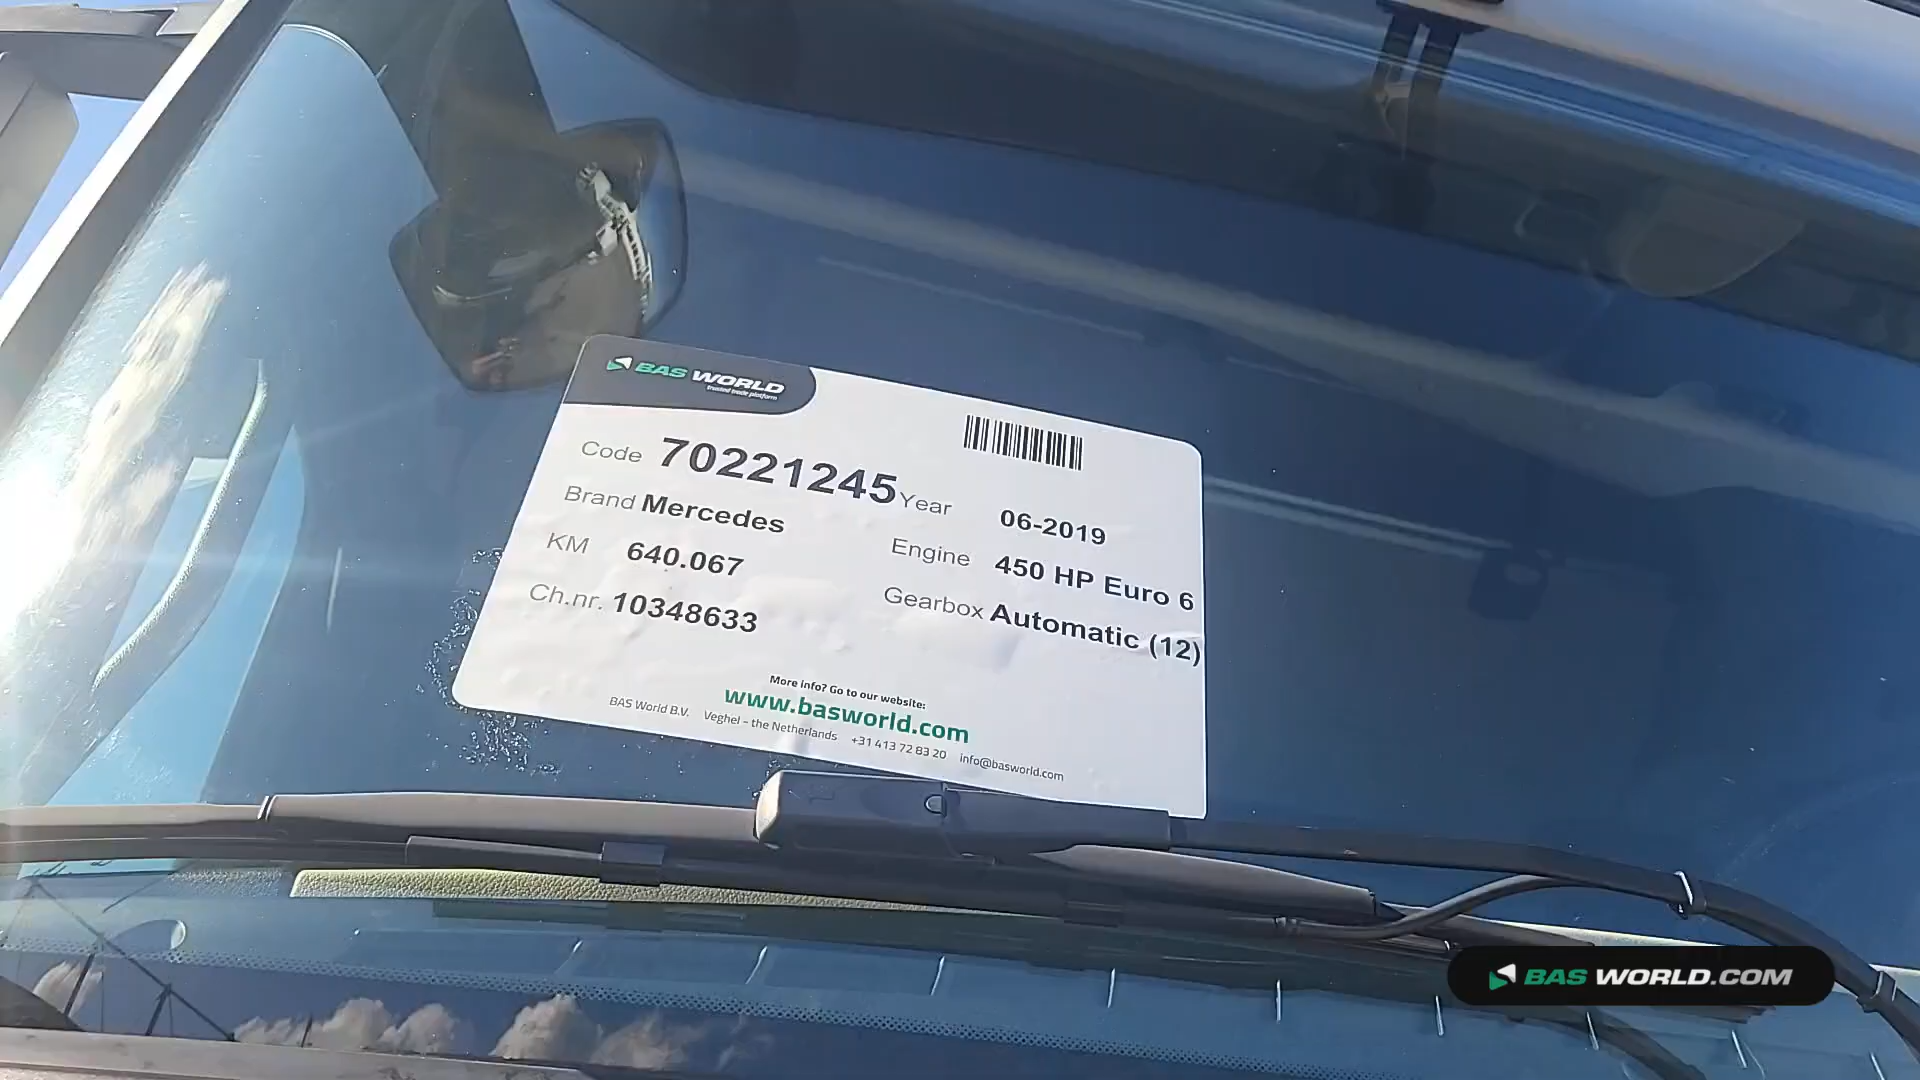 BAS WORLD
trusted trade platform
Code 70221245
Year 06-2019
Brand Mercedes
Engine 450 HP Euro 6
KM 640.067
Gearbox Automatic (12)
Ch.nr. 10348633
More info? Go to our website:
www.basworld.com
BAS World B.V. Veghel - the Netherlands +31 413 72 83 20 info@basworld.com
BAS WORLD.COM